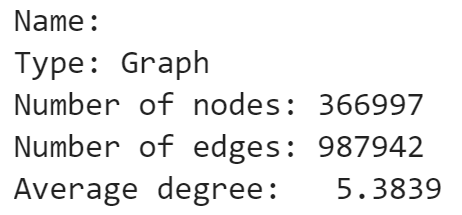 Name:
Type: Graph
Number of nodes: 366997
Number of edges: 987942
Average degree:   5.3839